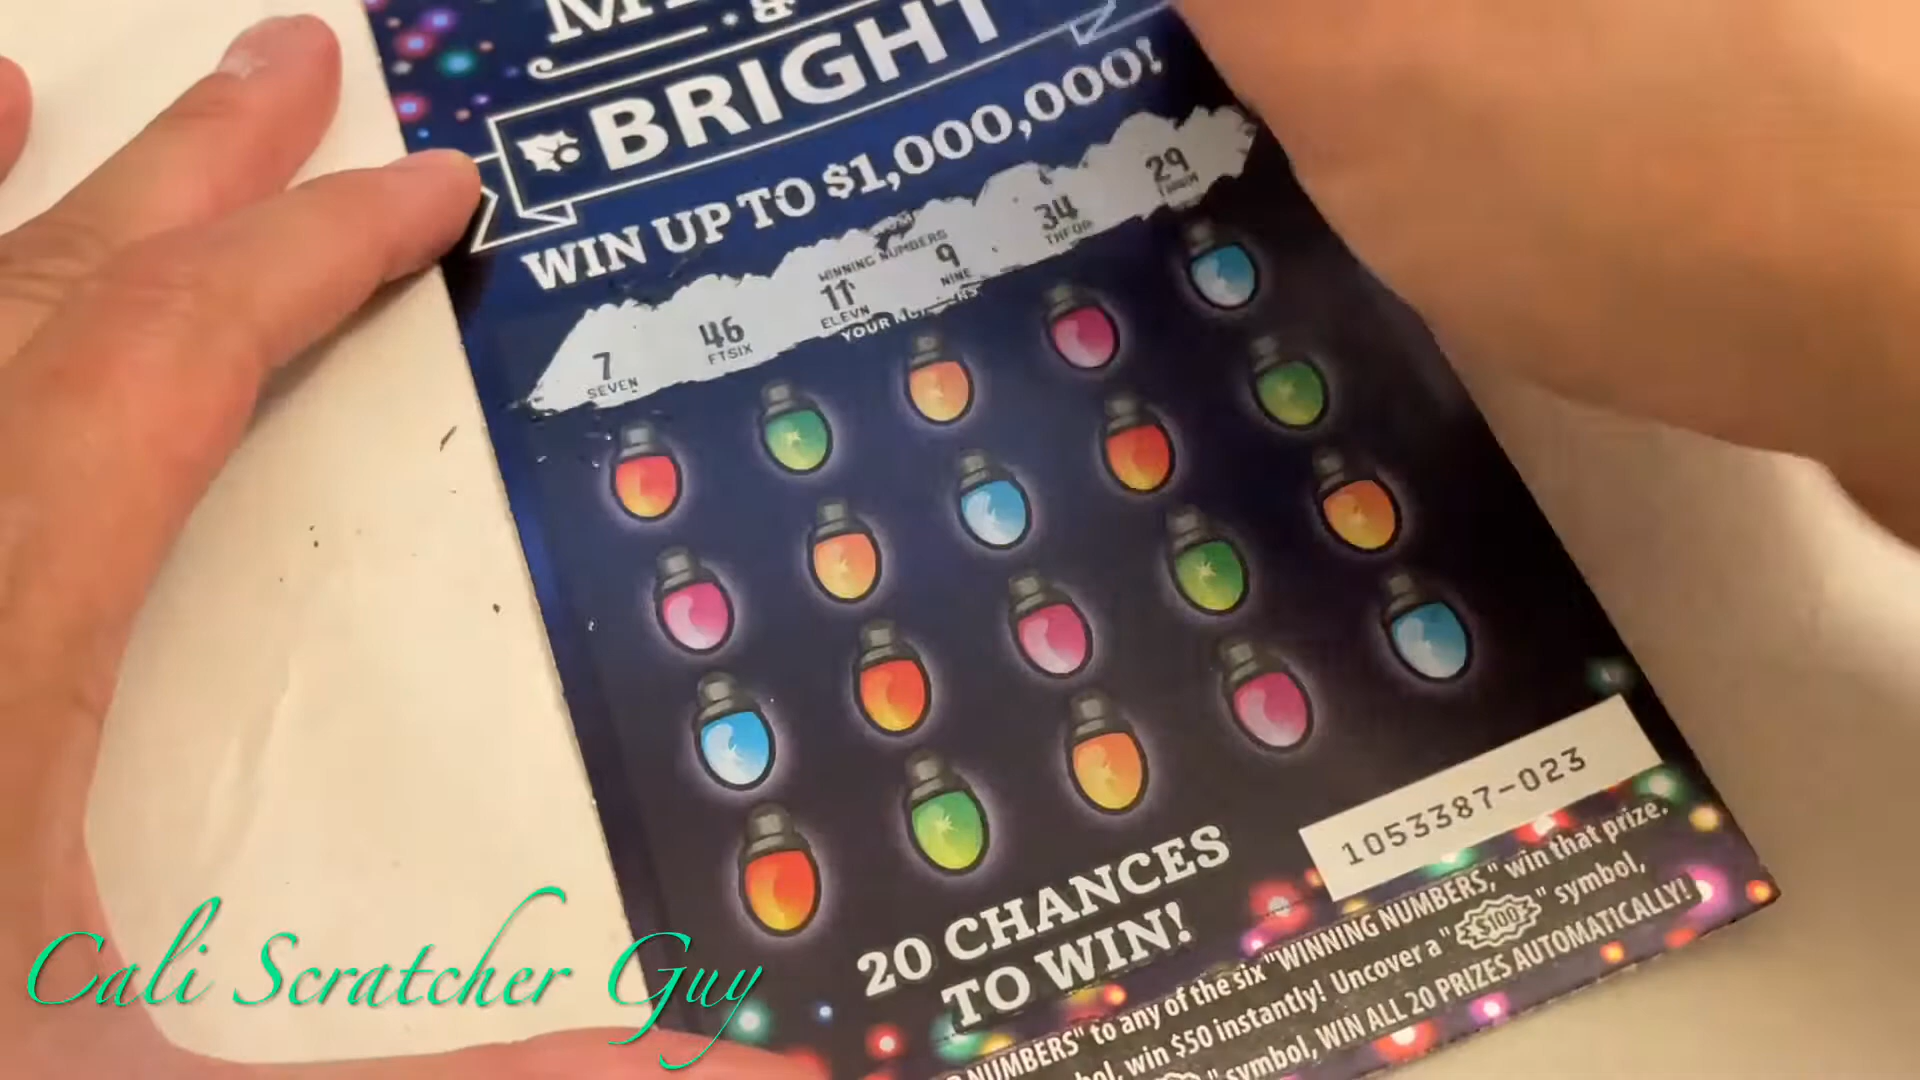 &
BRIGHT
WIN UP TO $1,000,000!
WINNING NUMBERS
7 46 11 9 34 29
SEVEN FTSIX ELEVN NINE THFOR
YOUR
20 CHANCES
TO WIN!
1053387-023
NUMBERS" to any of the six "WINNING NUMBERS," win that prize.
win $50 instantly! Uncover a "$100" symbol,
" symbol, WIN ALL 20 PRIZES AUTOMATICALLY!
Cali Scratcher Guy